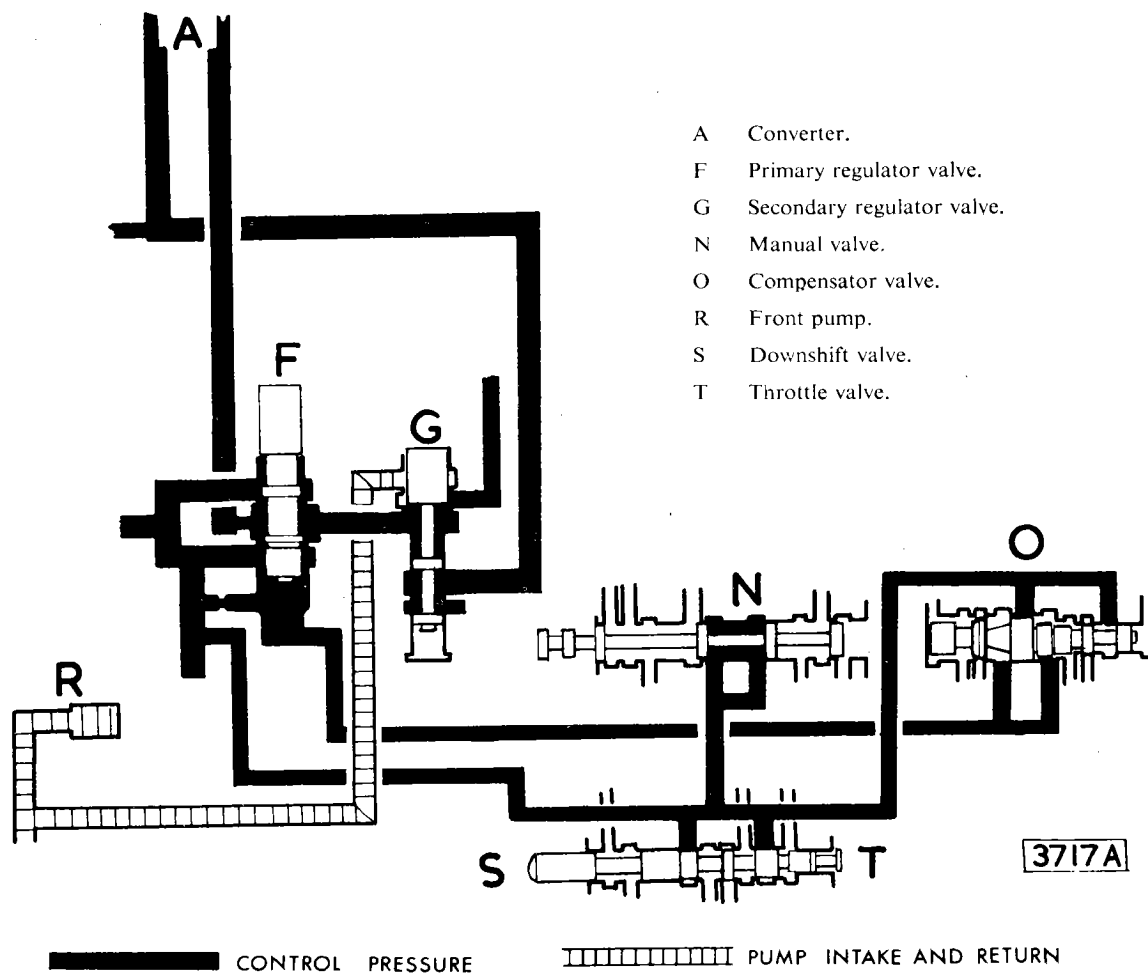 A
A Converter.
F Primary regulator valve.
G Secondary regulator valve.
N Manual valve.
O Compensator valve.
R Front pump.
S Downshift valve.
T Throttle valve.
F
G
O
N
R
S
T
3717A
CONTROL PRESSURE
PUMP INTAKE AND RETURN